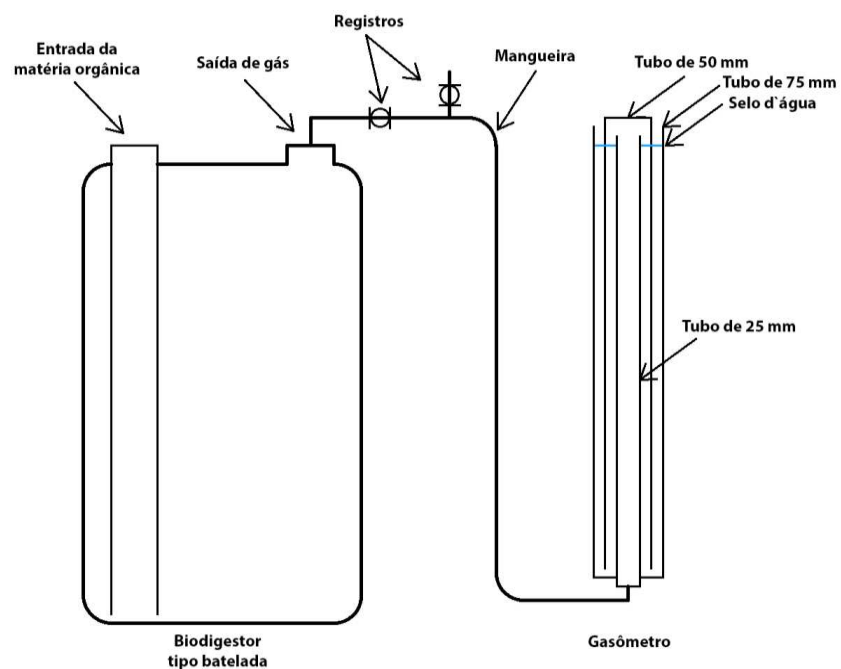 Registros
Entrada da
matéria orgânica
Saída de gás
Mangueira
Tubo de 50 mm
Tubo de 75 mm
Selo d`água
Tubo de 25 mm
Biodigestor
tipo batelada
Gasômetro